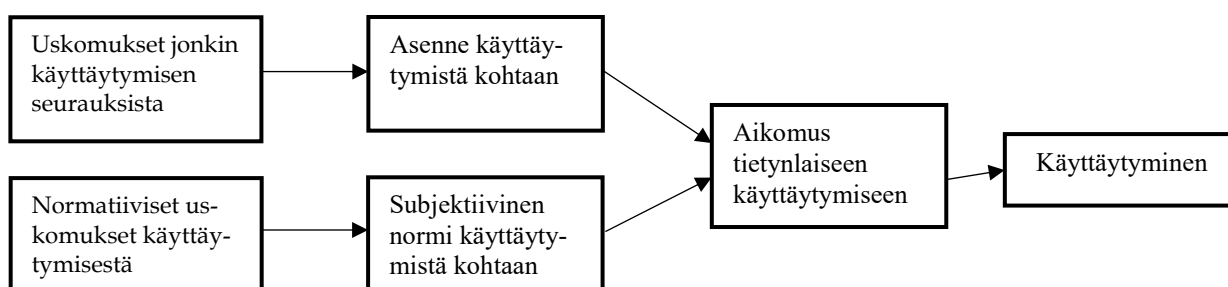 Uskomukset jonkin
käyttäytymisen
seurauksista
Asenne käyttäy-
tymistä kohtaan
Normatiiviset us-
komukset käyttäy-
tymisestä
Subjektiivinen
normi käyttäyty-
mistä kohtaan
Aikomus
tietynlaiseen
käyttäytymiseen
Käyttäytyminen